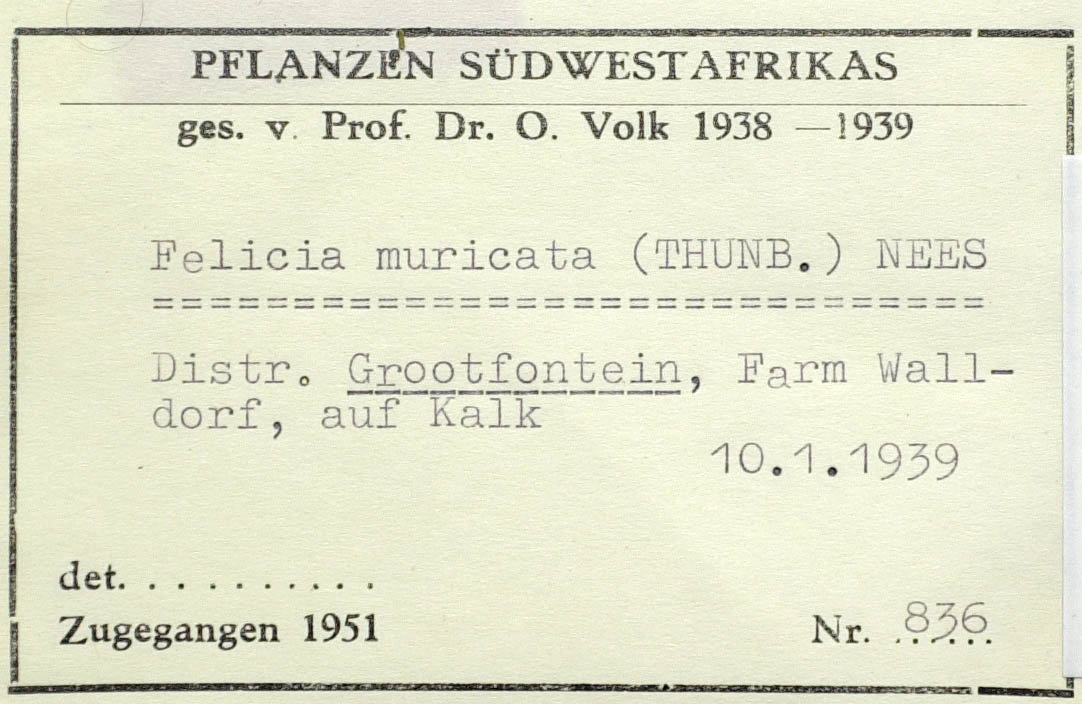 PFLANZEN SÜDWESTAFRIKAS
ges. v. Prof. Dr. O. Volk 1938 —1939
Felicia muricata (THUNB.) NEES
==============================
Distr. Grootfontein, Farm Wall-
dorf, auf Kalk
10.1.1939
det. . . . . . . . . . .
Zugegangen 1951
Nr. 836